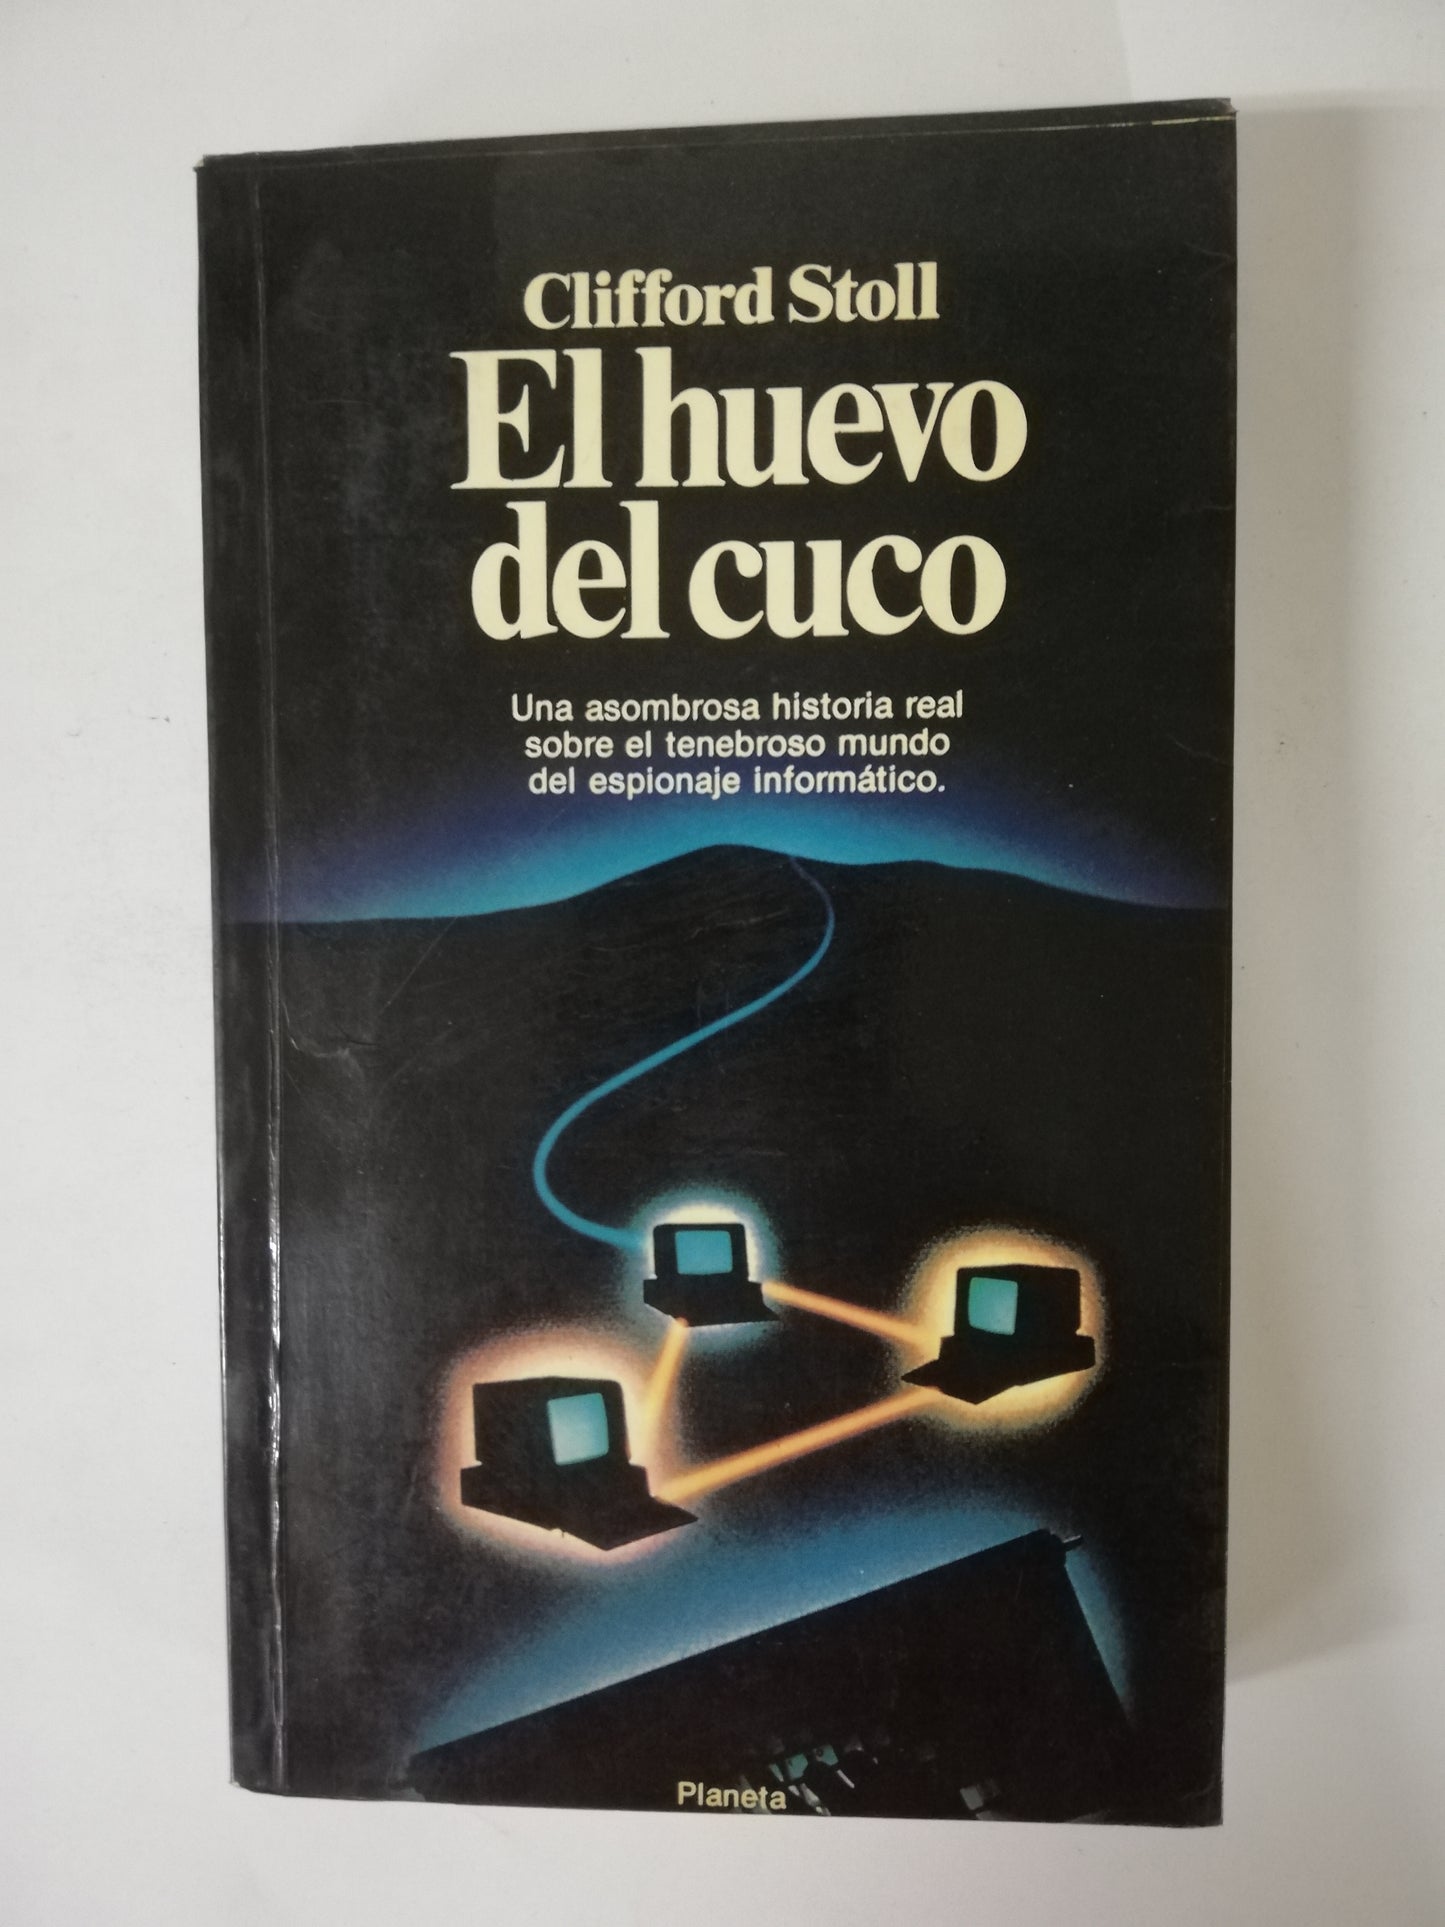 Clifford Stoll
El huevo
del cuco
Una asombrosa historia real
sobre el tenebroso mundo
del espionaje informático.
Planeta